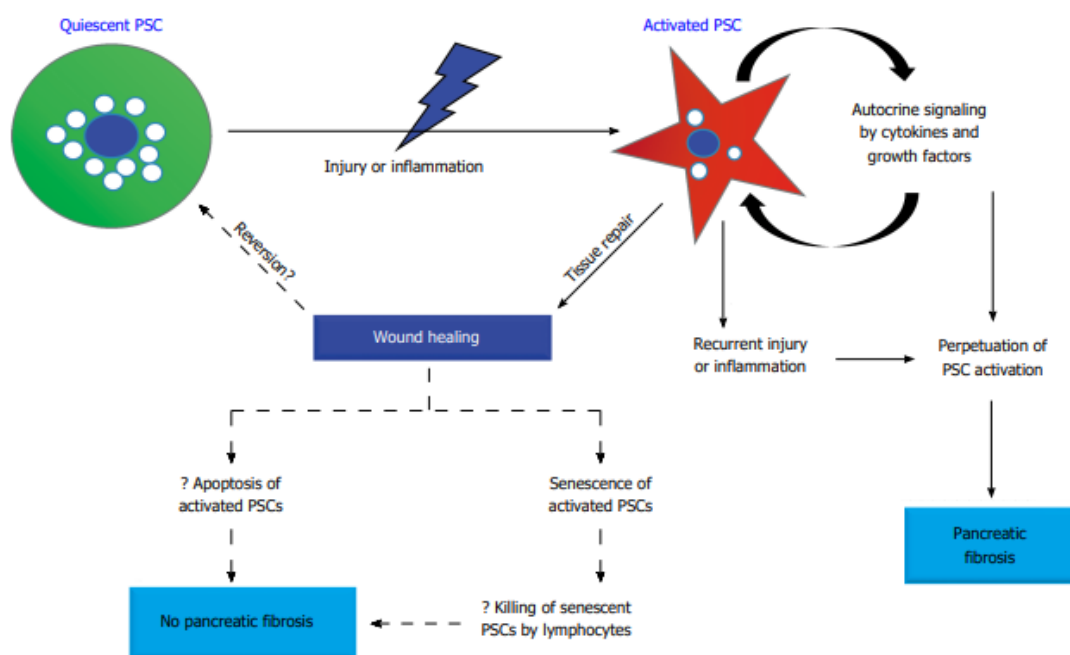 Quiescent PSC
Activated PSC
Autocrine signaling
by cytokines and
growth factors
Injury or inflammation
Reversion?
Tissue repair
Wound healing
Recurrent injury
or inflammation
Perpetuation of
PSC activation
? Apoptosis of
activated PSCs
Senescence of
activated PSCs
Pancreatic
fibrosis
No pancreatic fibrosis
? Killing of senescent
PSCs by lymphocytes